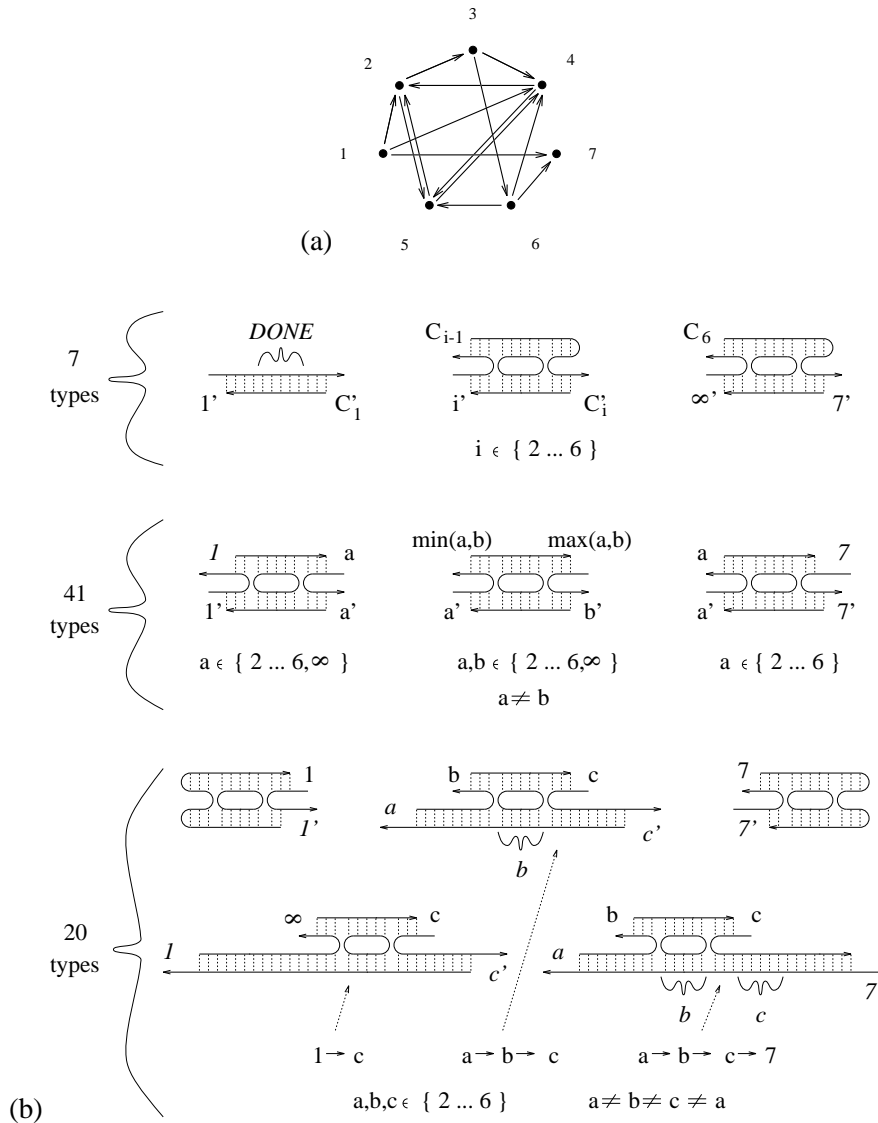 3
2 4
1 7
5 6
(a)
7 types
DONE
1' C'1
Ci-1
i' C'i
i ϵ { 2 ... 6 }
C6
∞' 7'
41 types
1 a
1' a'
a ϵ { 2 ... 6,∞ }
min(a,b) max(a,b)
a' b'
a,b ϵ { 2 ... 6,∞ }
a ≠ b
a 7
a' 7'
a ϵ { 2 ... 6 }
20 types
1
1'
b c
a c'
b
7
7'
∞ c
1 c'
b c
a 7
b c
1→ c
a→ b→ c
a→ b→ c→ 7
a,b,c ϵ { 2 ... 6 }
a ≠ b ≠ c ≠ a
(b)